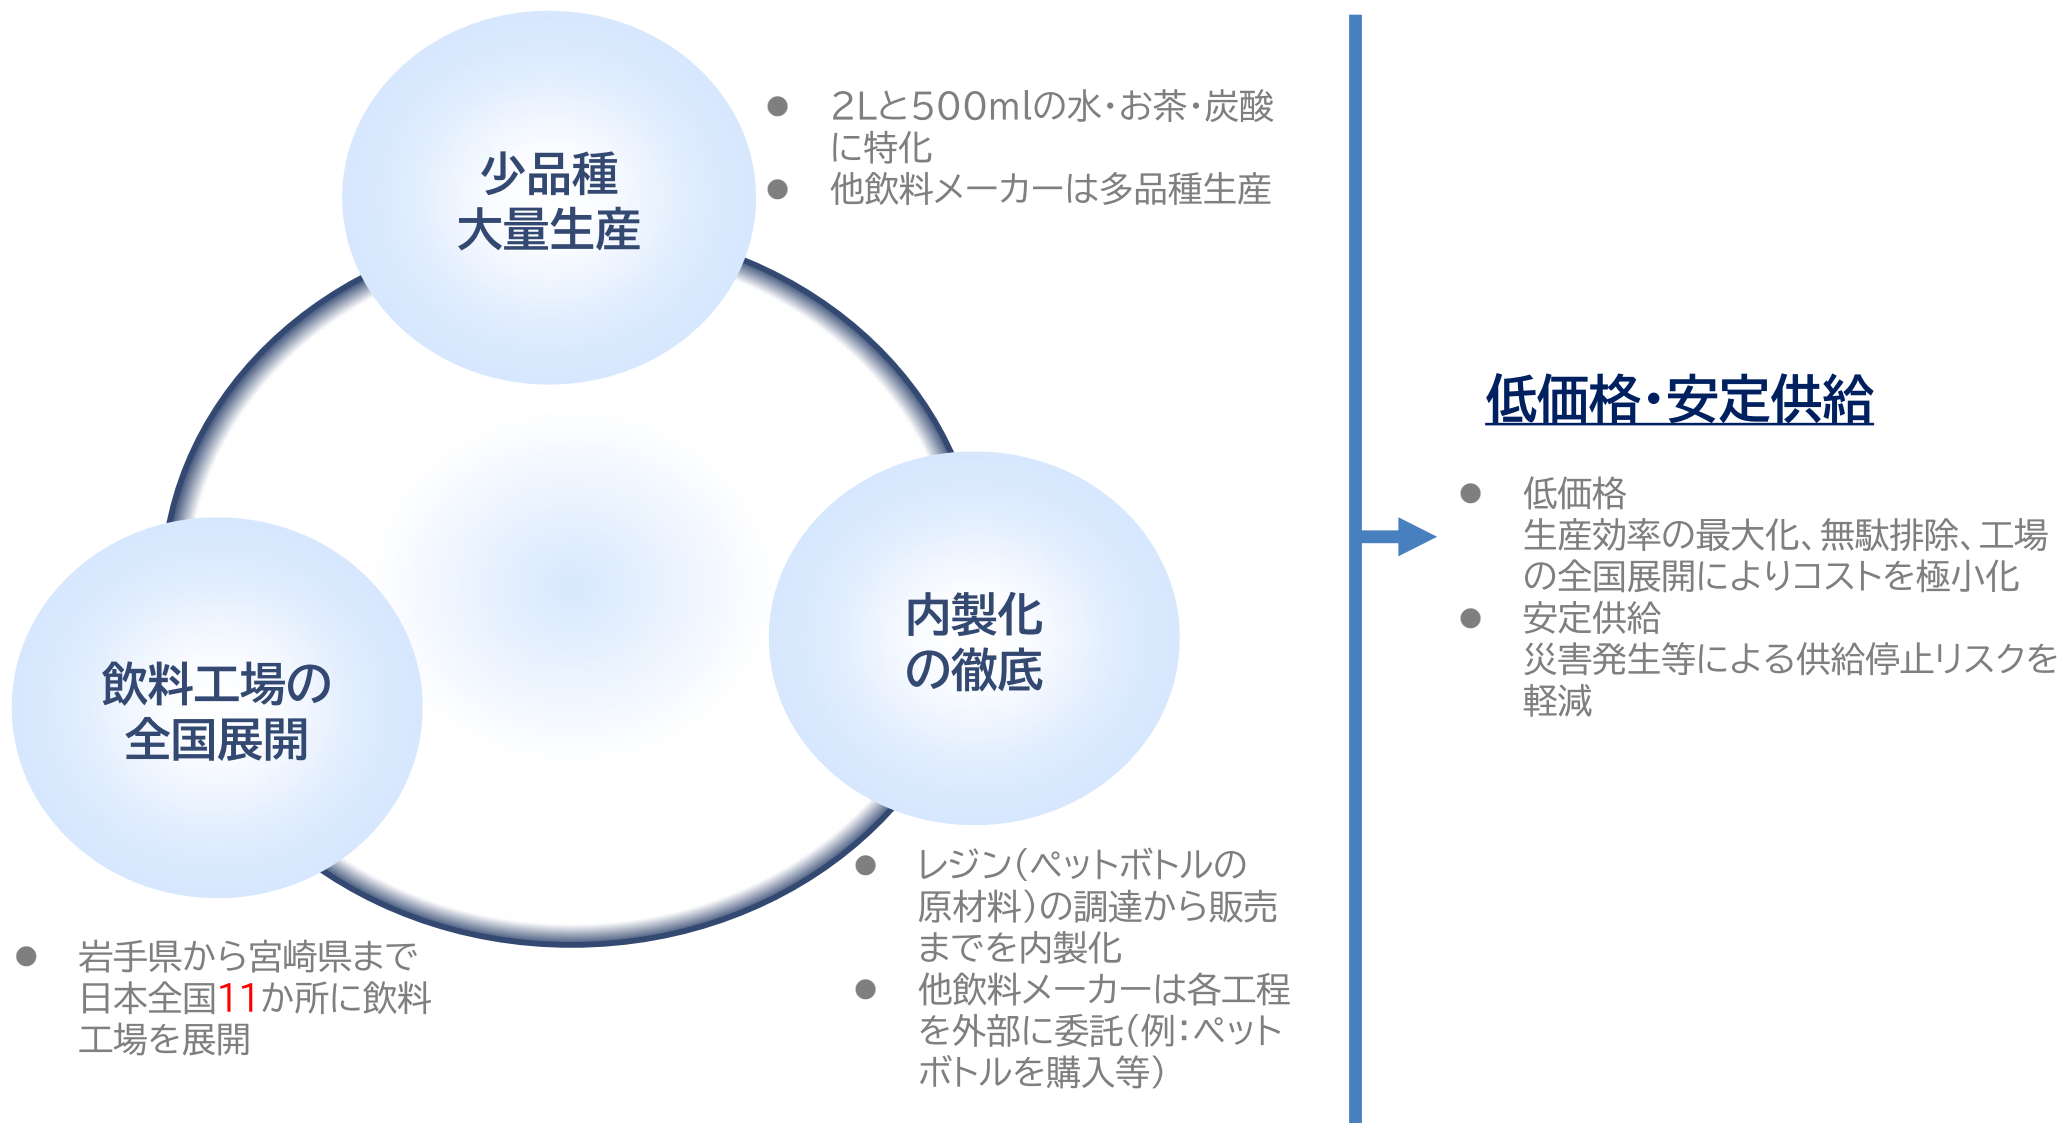 少品種
大量生産
● 2Lと500mlの水・お茶・炭酸
に特化
● 他飲料メーカーは多品種生産
内製化
の徹底
● レジン（ペットボトルの
原材料）の調達から販売
までを内製化
● 他飲料メーカーは各工程
を外部に委託（例：ペット
ボトルを購入等）
飲料工場の
全国展開
● 岩手県から宮崎県まで
日本全国11か所に飲料
工場を展開
低価格・安定供給
● 低価格
生産効率の最大化、無駄排除、工場
の全国展開によりコストを極小化
● 安定供給
災害発生等による供給停止リスクを
軽減